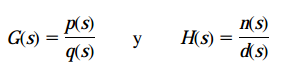 G(s) = p(s)/q(s) y H(s) = n(s)/d(s)